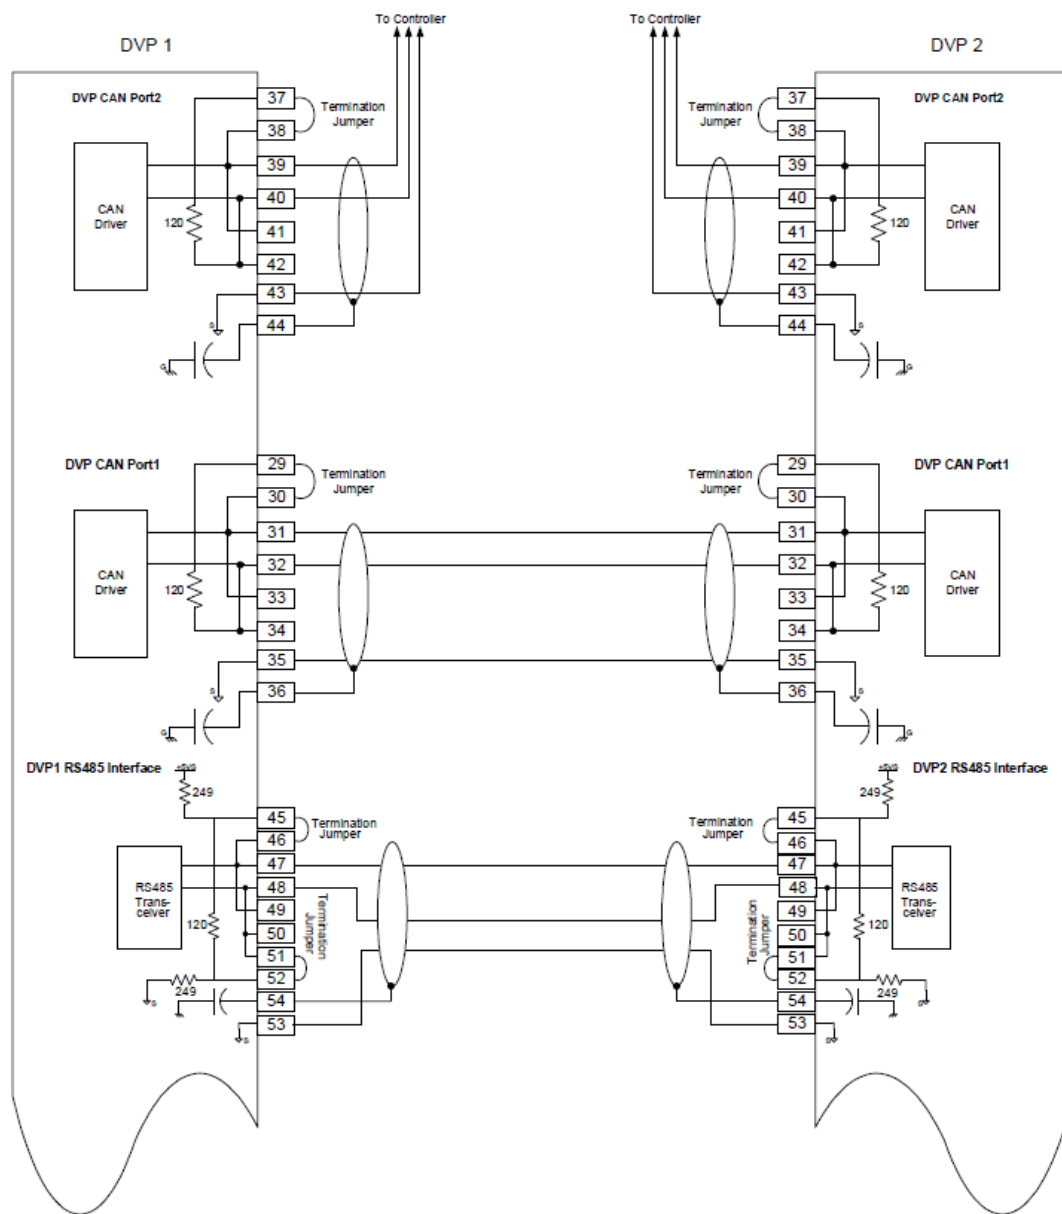 To Controller
To Controller
DVP 1
DVP 2
DVP CAN Port2
37
Termination
Jumper
38
39
40
41
42
43
44
CAN
Driver
120
S
G
Termination
Jumper
37
38
39
40
41
42
43
44
DVP CAN Port2
CAN
Driver
120
S
G
DVP CAN Port1
29
Termination
Jumper
30
31
32
33
34
35
36
CAN
Driver
120
S
G
Termination
Jumper
29
30
31
32
33
34
35
36
DVP CAN Port1
CAN
Driver
120
S
G
DVP1 RS485 Interface
249
45
Termination
Jumper
46
47
48
49
50
51
52
54
53
Termination
Jumper
RS485
Trans-
ceiver
120
249
S
S
DVP2 RS485 Interface
249
Termination
Jumper
45
46
47
48
49
50
51
52
54
53
Termination
Jumper
RS485
Trans-
ceiver
120
249
S
S